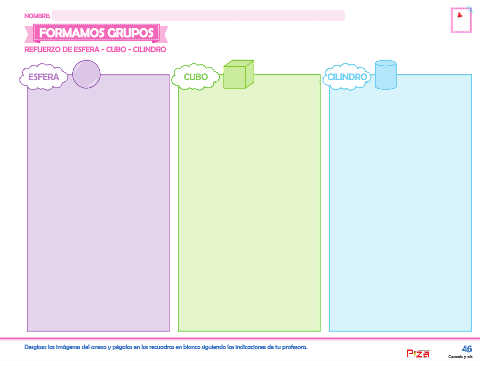 NOMBRE:
FORMAMOS GRUPOS
REFUERZO DE ESFERA - CUBO - CILINDRO
ESFERA
CUBO
CILINDRO
Desglosa las imágenes del anexo y pégalas en los recuadros en blanco siguiendo las indicaciones de tu profesora.
46